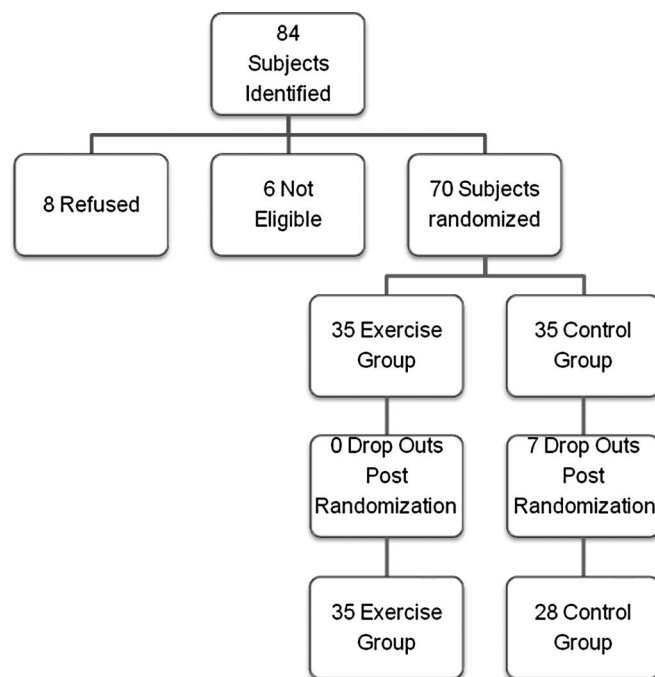 84
Subjects
Identified
8 Refused
6 Not
Eligible
70 Subjects
randomized
35 Exercise
Group
35 Control
Group
0 Drop Outs
Post
Randomization
7 Drop Outs
Post
Randomization
35 Exercise
Group
28 Control
Group